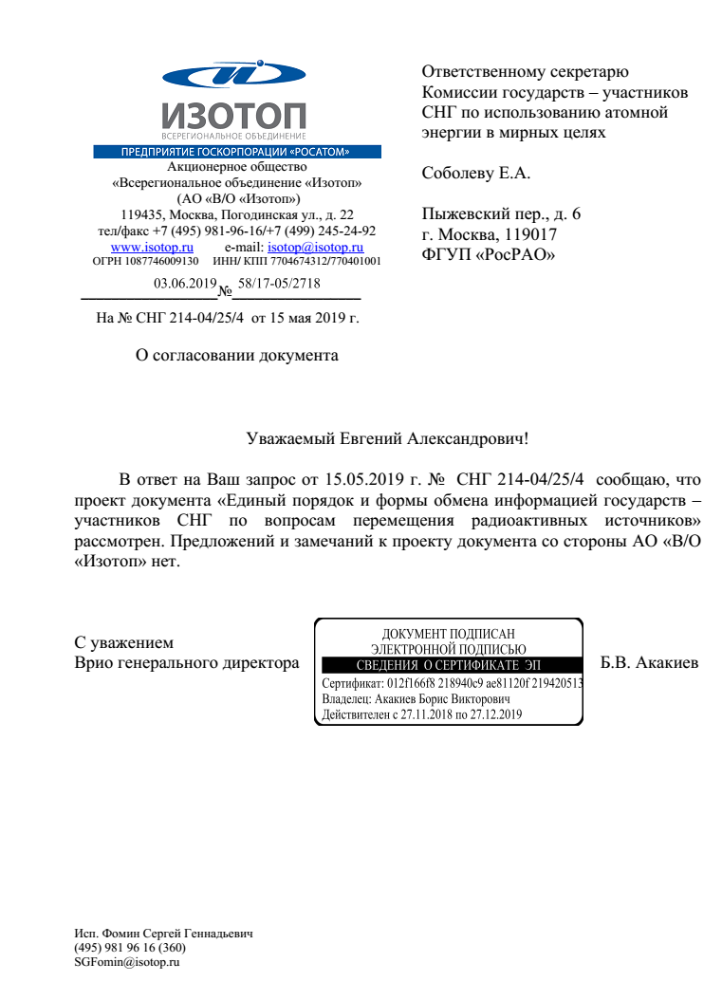 ИЗОТОП
ВСЕРЕГИОНАЛЬНОЕ ОБЪЕДИНЕНИЕ
ПРЕДПРИЯТИЕ ГОСКОРПОРАЦИИ «РОСАТОМ»
Акционерное общество
«Всерегиональное объединение «Изотоп»
(АО «В/О «Изотоп»)
119435, Москва, Погодинская ул., д. 22
тел/факс +7 (495) 981-96-16/+7 (499) 245-24-92
www.isotop.ru e-mail: isotop@isotop.ru
ОГРН 1087746009130 ИНН/ КПП 7704674312/770401001
03.06.2019 № 58/17-05/2718
На № СНГ 214-04/25/4 от 15 мая 2019 г.
О согласовании документа
Ответственному секретарю
Комиссии государств – участников
СНГ по использованию атомной
энергии в мирных целях
Соболеву Е.А.
Пыжевский пер., д. 6
г. Москва, 119017
ФГУП «РосРАО»
Уважаемый Евгений Александрович!
В ответ на Ваш запрос от 15.05.2019 г. № СНГ 214-04/25/4 сообщаю, что
проект документа «Единый порядок и формы обмена информацией государств –
участников СНГ по вопросам перемещения радиоактивных источников»
рассмотрен. Предложений и замечаний к проекту документа со стороны АО «В/О
«Изотоп» нет.
С уважением
Врио генерального директора
ДОКУМЕНТ ПОДПИСАН
ЭЛЕКТРОННОЙ ПОДПИСЬЮ
СВЕДЕНИЯ О СЕРТИФИКАТЕ ЭП
Сертификат: 012f166f8 218940c9 ae81120f 219420513
Владелец: Акакиев Борис Викторович
Действителен с 27.11.2018 по 27.12.2019
Б.В. Акакиев
Исп. Фомин Сергей Геннадьевич
(495) 981 96 16 (360)
SGFomin@isotop.ru